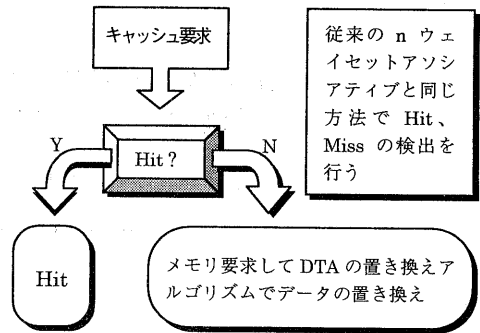 キャッシュ要求
従来の n ウェ
イセットアソシ
アティブと同じ
方法で Hit、
Miss の検出を
行う
Y
Hit？
N
Hit
メモリ要求して DTA の置き換えア
ルゴリズムでデータの置き換え